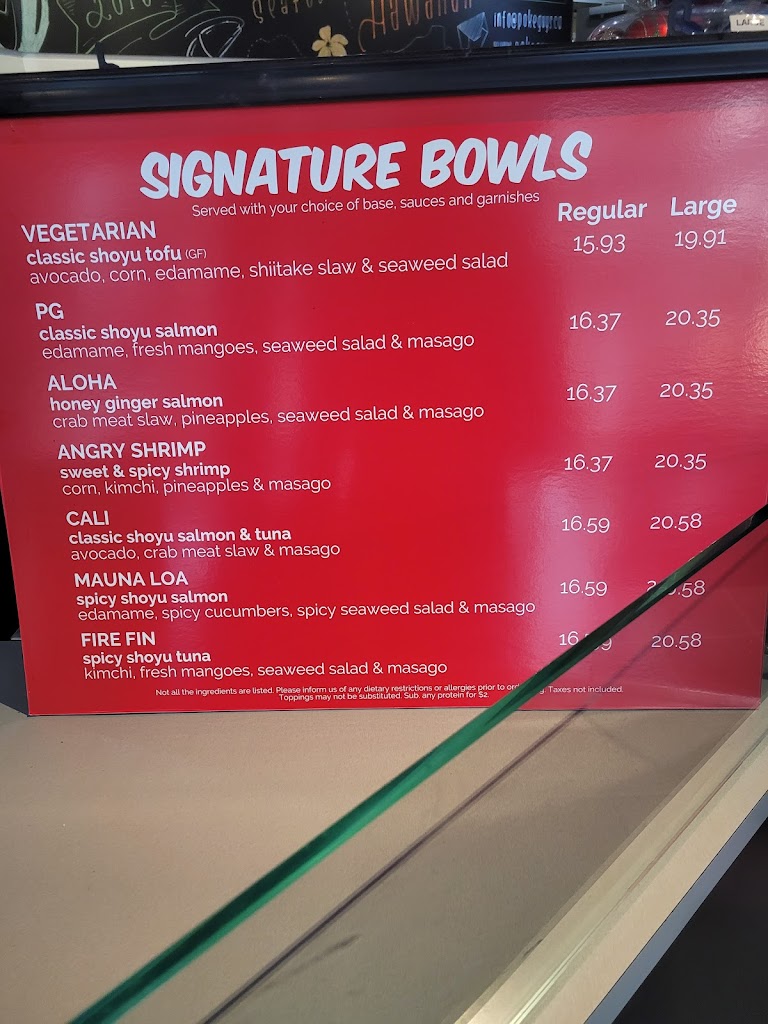 2016 seafood Hawaiian
info@pokeguy.ca
LARGE
SIGNATURE BOWLS
Served with your choice of base, sauces and garnishes
Regular Large
VEGETARIAN
classic shoyu tofu (GF) 15.93 19.91
avocado, corn, edamame, shiitake slaw & seaweed salad
PG
classic shoyu salmon 16.37 20.35
edamame, fresh mangoes, seaweed salad & masago
ALOHA
honey ginger salmon 16.37 20.35
crab meat slaw, pineapples, seaweed salad & masago
ANGRY SHRIMP
sweet & spicy shrimp 16.37 20.35
corn, kimchi, pineapples & masago
CALI
classic shoyu salmon & tuna 16.59 20.58
avocado, crab meat slaw & masago
MAUNA LOA
spicy shoyu salmon 16.59
edamame, spicy cucumbers, spicy seaweed salad & masago
FIRE FIN
spicy shoyu tuna 20.58
kimchi, fresh mangoes, seaweed salad & masago
Not all the ingredients are listed. Please inform us of any dietary restrictions or allergies prior to Taxes not included.
Toppings may not be substituted. Sub. any protein for $2.